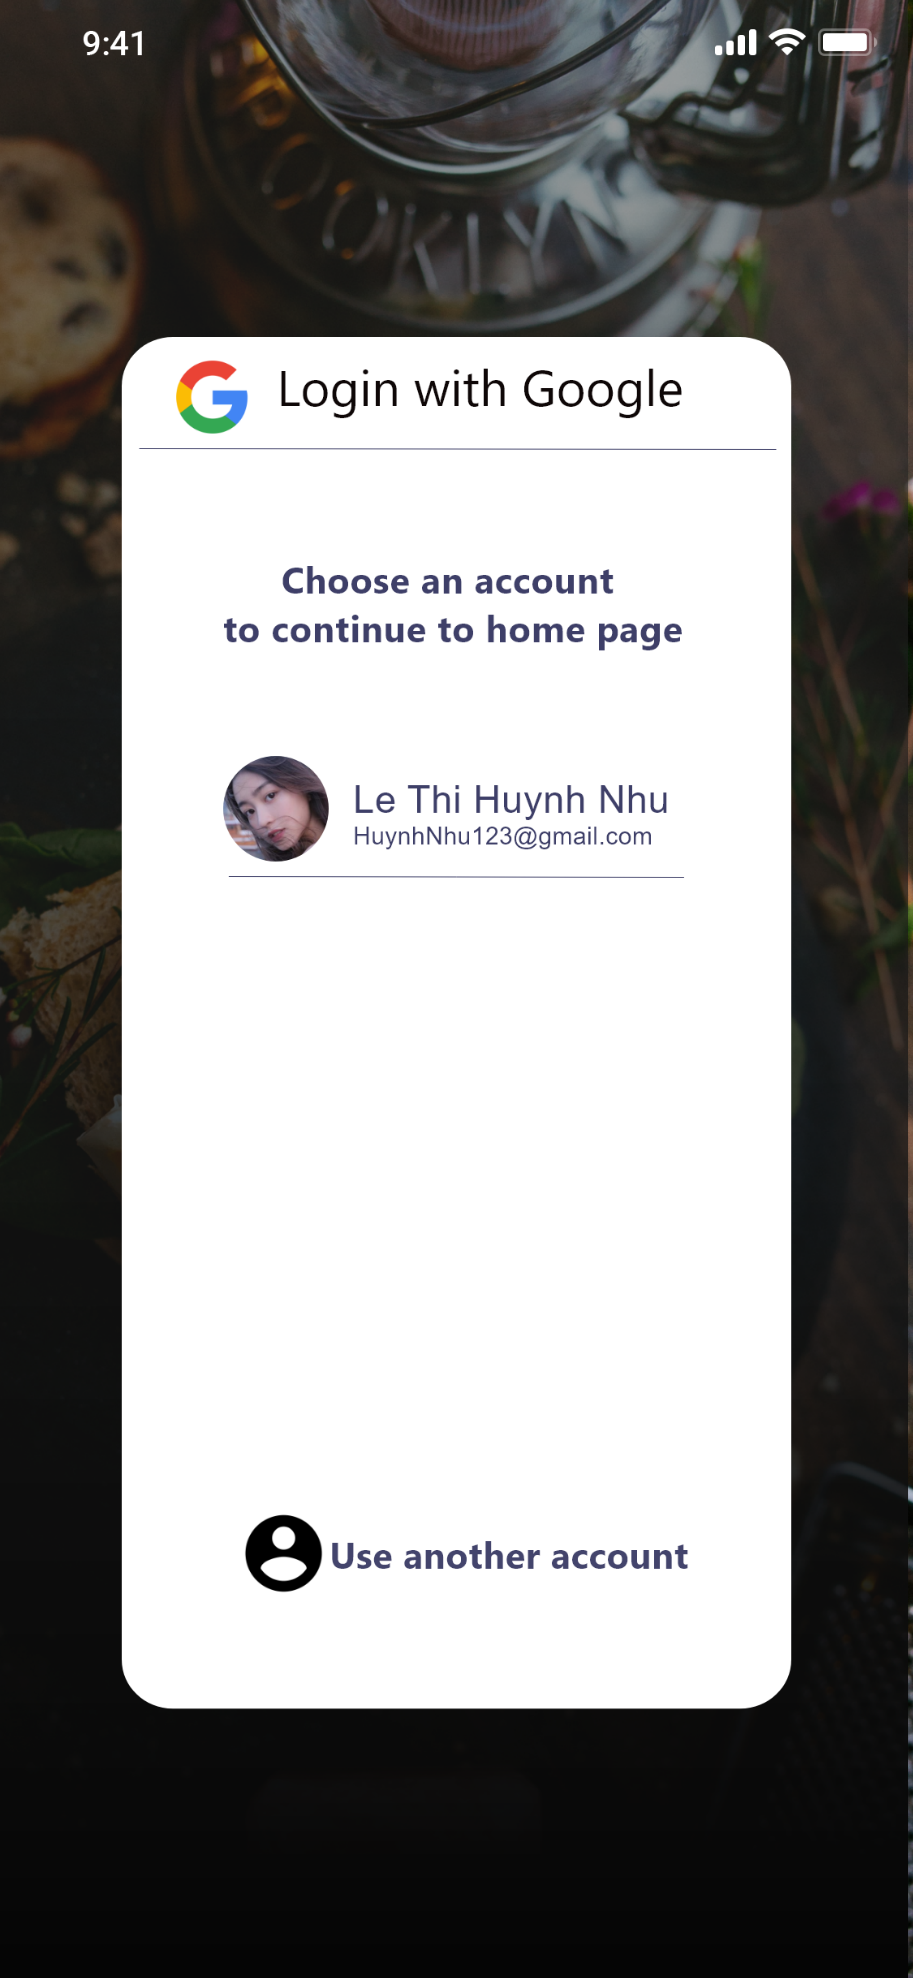 9:41
OOKLYN
Login with Google
Choose an account
to continue to home page
Le Thi Huynh Nhu
HuynhNhu123@gmail.com
Use another account